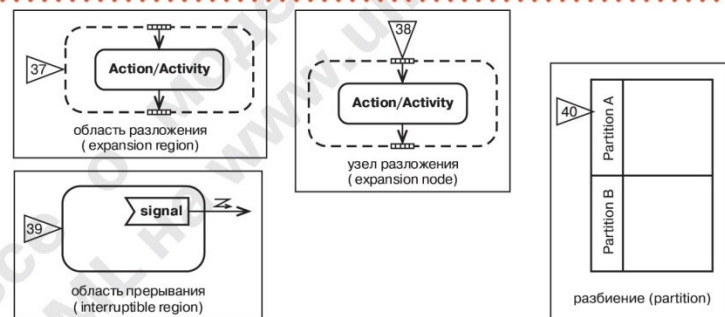 37
Action/Activity
область разложения
( expansion region)
38
Action/Activity
узел разложения
( expansion node)
39
signal
область прерывания
( interruptible region)
40
Partition A
Partition B
разбиение (partition)